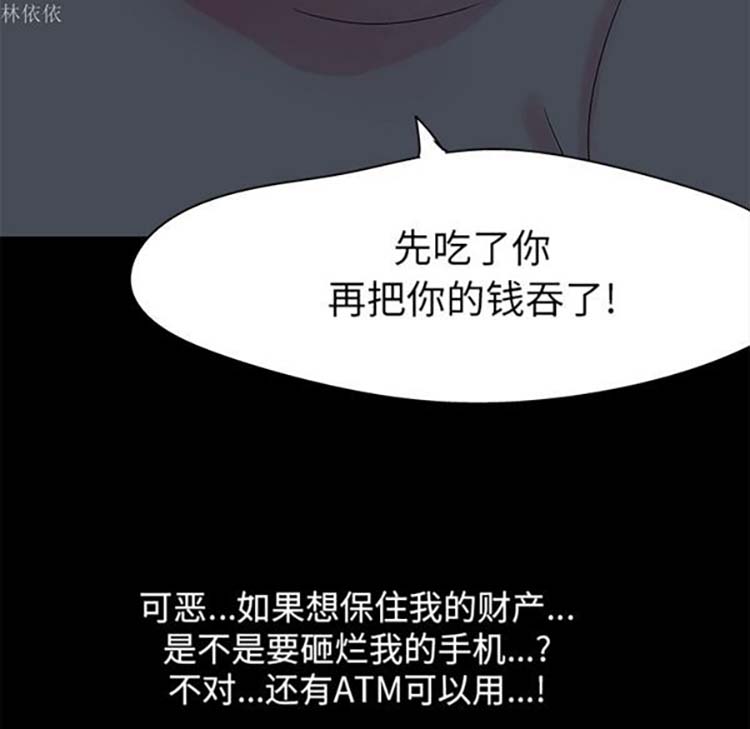 林依依
先吃了你
再把你的钱吞了!
可恶...如果想保住我的财产...
是不是要砸烂我的手机...?
不对...还有ATM可以用...!